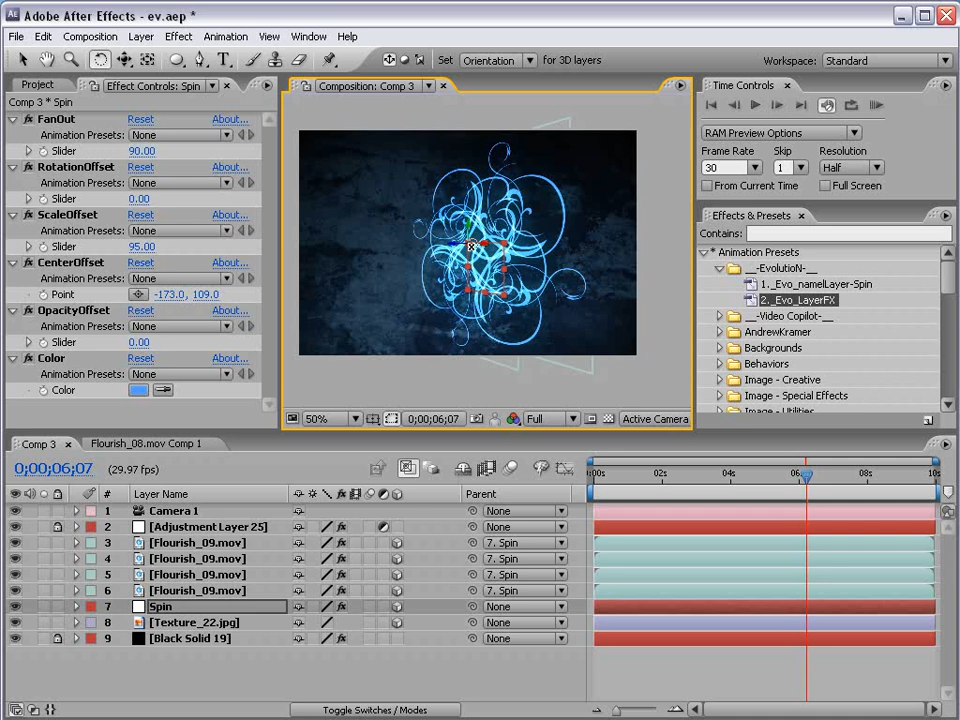 Adobe After Effects - ev.aep *
File Edit Composition Layer Effect Animation View Window Help
Set Orientation for 3D layers Workspace: Standard
Project Effect Controls: Spin
Comp 3 * Spin
FanOut Reset About...
Animation Presets: None
Slider 90.00
RotationOffset Reset About...
Animation Presets: None
Slider 0.00
ScaleOffset Reset About...
Animation Presets: None
Slider 95.00
CenterOffset Reset About...
Animation Presets: None
Point -173.0, 109.0
OpacityOffset Reset About...
Animation Presets: None
Slider 0.00
Color Reset About...
Animation Presets: None
Color
Composition: Comp 3
50% 0;00;06;07 Full Active Camera
Time Controls
RAM Preview Options
Frame Rate Skip Resolution
30 1 Half
From Current Time Full Screen
Effects & Presets
Contains:
* Animation Presets
__-EvolutioN-__
1._Evo_namelLayer-Spin
2._Evo_LayerFX
__-Video Copilot-__
AndrewKramer
Backgrounds
Behaviors
Image - Creative
Image - Special Effects
Image - Utilities
Comp 3 Flourish_08.mov Comp 1
0;00;06;07 (29.97 fps)
:00s 02s 04s 06s 08s 10s
# Layer Name Parent
1 Camera 1 None
2 [Adjustment Layer 25] None
3 [Flourish_09.mov] 7. Spin
4 [Flourish_09.mov] 7. Spin
5 [Flourish_09.mov] 7. Spin
6 [Flourish_09.mov] 7. Spin
7 Spin None
8 [Texture_22.jpg] None
9 [Black Solid 19] None
Toggle Switches / Modes